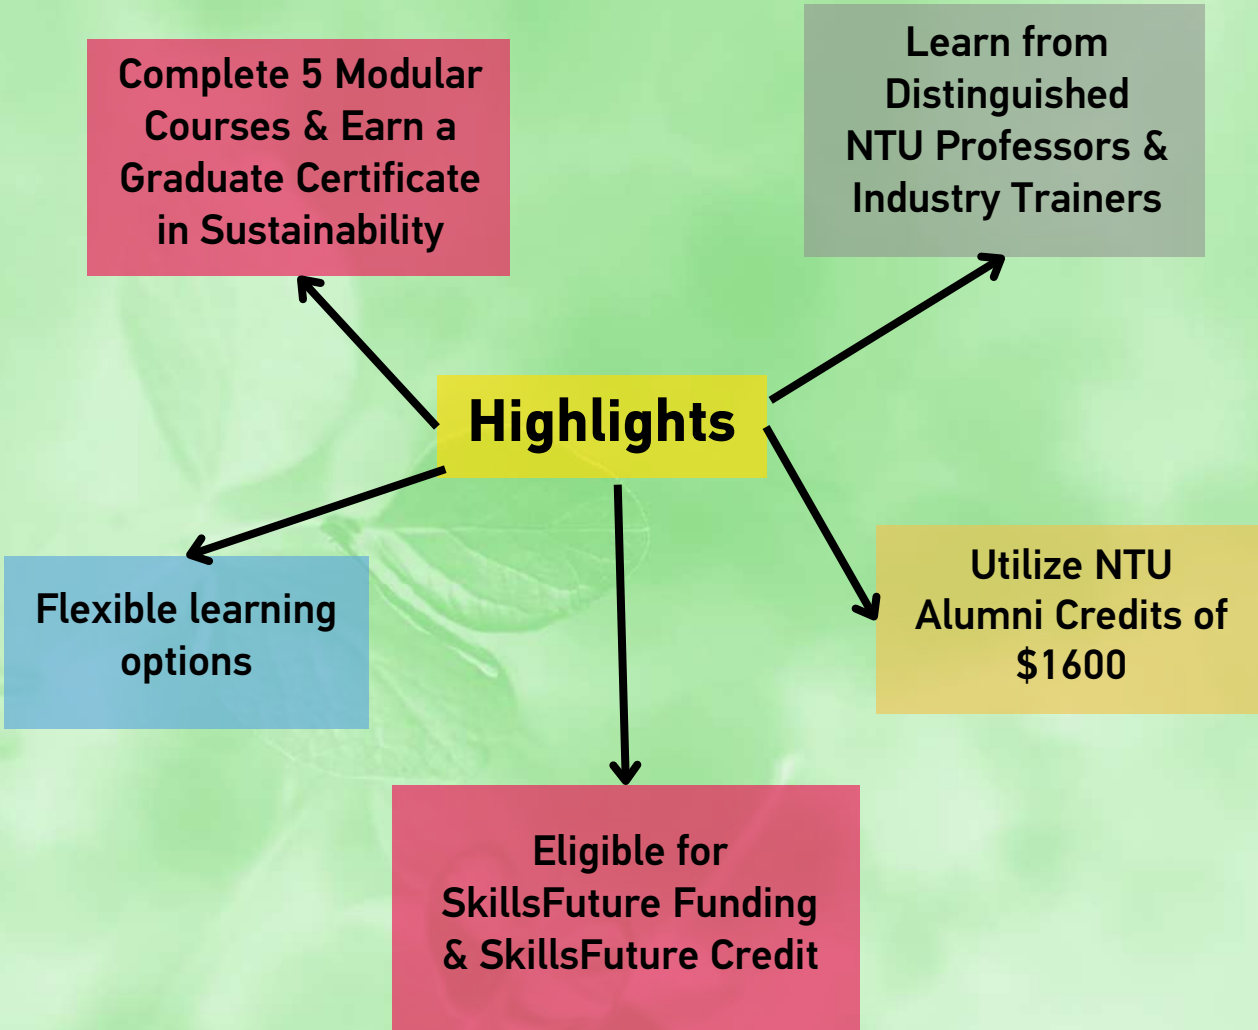 Complete 5 Modular
Courses & Earn a
Graduate Certificate
in Sustainability
Learn from
Distinguished
NTU Professors &
Industry Trainers
Highlights
Flexible learning
options
Utilize NTU
Alumni Credits of
$1600
Eligible for
SkillsFuture Funding
& SkillsFuture Credit